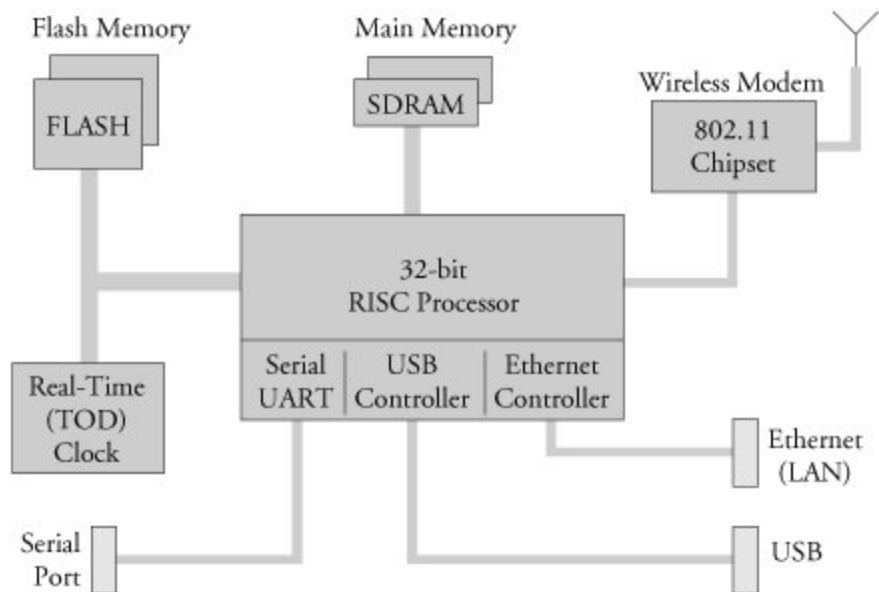 Flash Memory
FLASH
Main Memory
SDRAM
Wireless Modem
802.11
Chipset
32-bit
RISC Processor
Serial
UART
USB
Controller
Ethernet
Controller
Real-Time
(TOD)
Clock
Ethernet
(LAN)
Serial
Port
USB